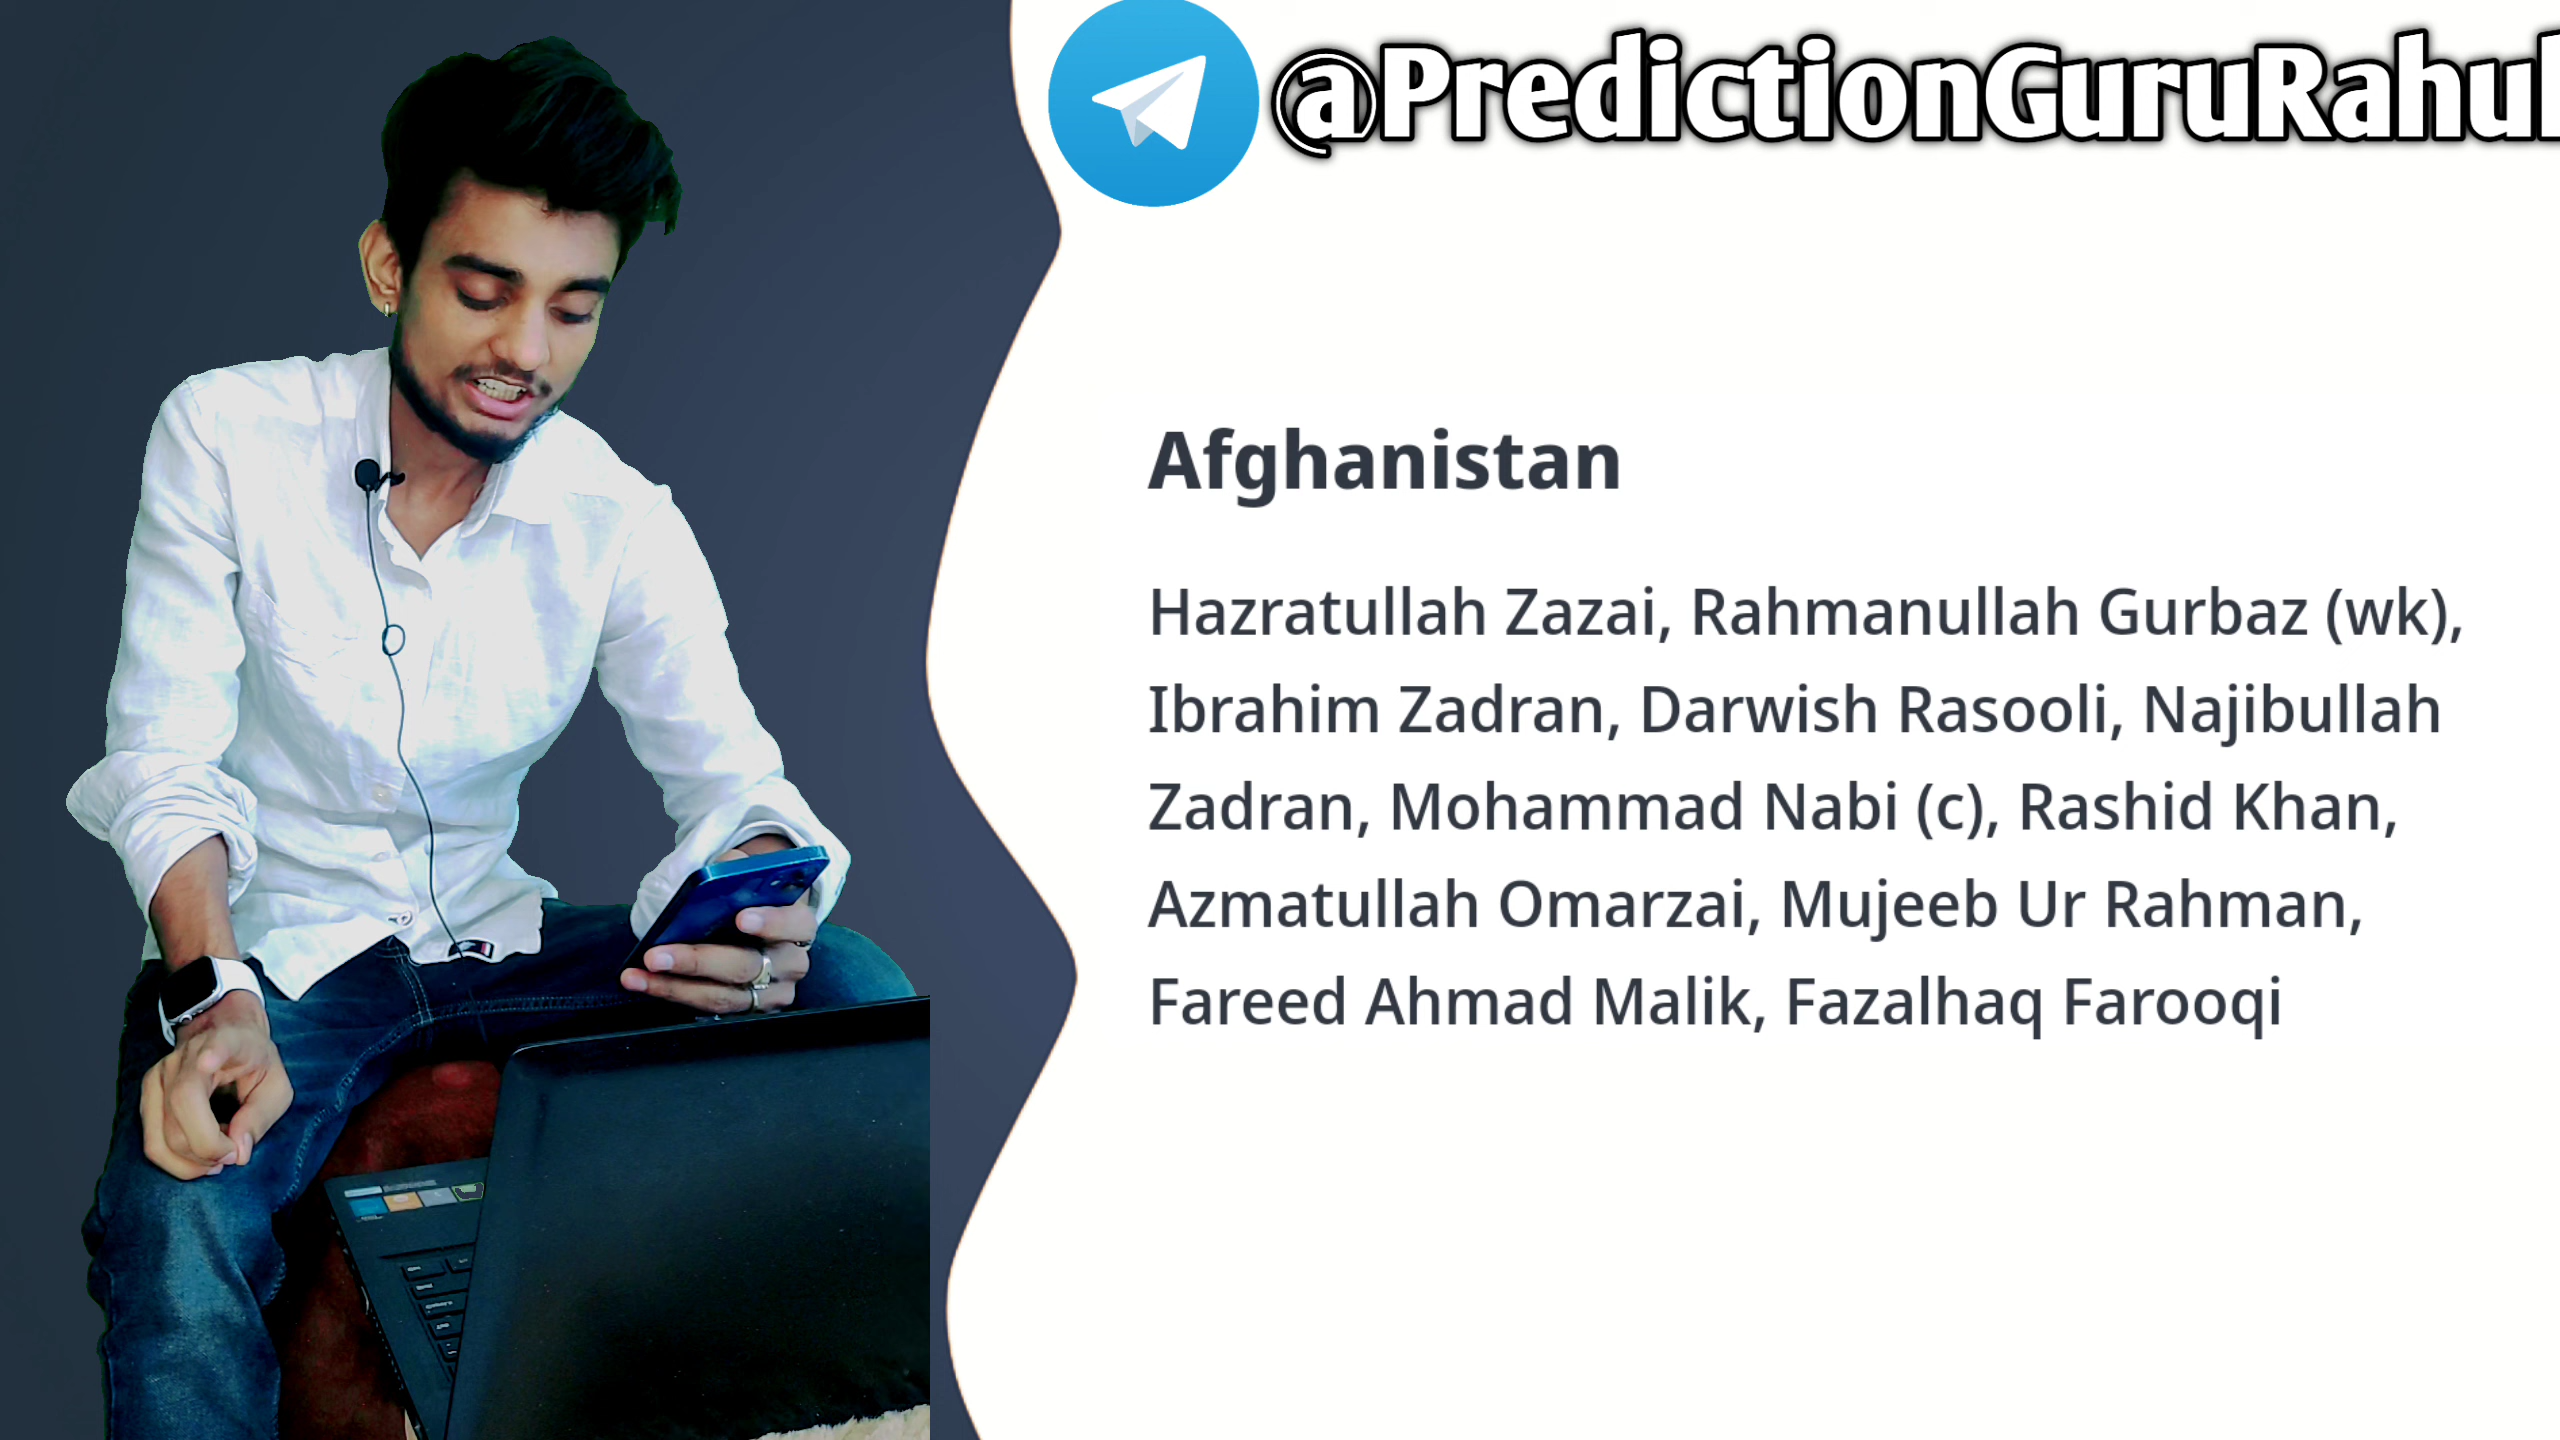 @PredictionGuruRahul
Afghanistan
Hazratullah Zazai, Rahmanullah Gurbaz (wk),
Ibrahim Zadran, Darwish Rasooli, Najibullah
Zadran, Mohammad Nabi (c), Rashid Khan,
Azmatullah Omarzai, Mujeeb Ur Rahman,
Fareed Ahmad Malik, Fazalhaq Farooqi